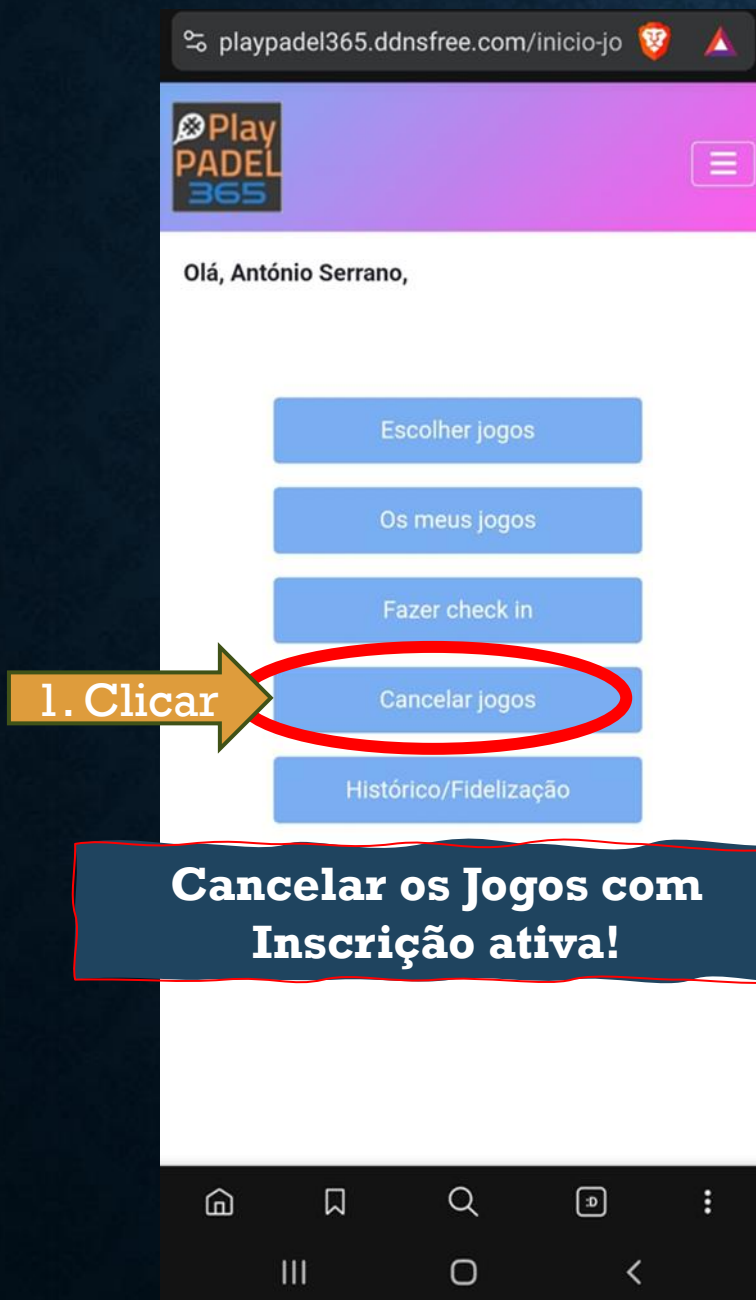 playpadel365.ddnsfree.com/inicio-jo
Play
PADEL
365
Olá, António Serrano,
Escolher jogos
Os meus jogos
Fazer check in
1. Clicar
Cancelar jogos
Histórico/Fidelização
Cancelar os Jogos com
Inscrição ativa!
:D